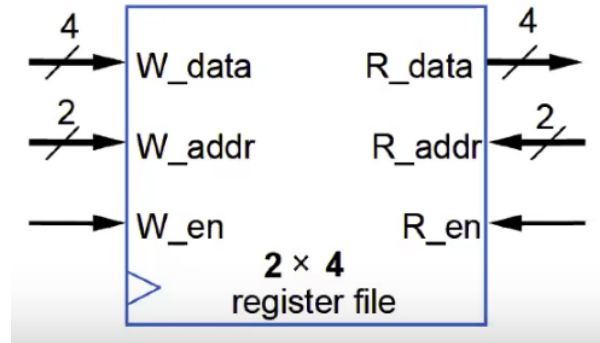 4 4
W_data R_data
2 2
W_addr R_addr
W_en R_en
2 × 4
register file